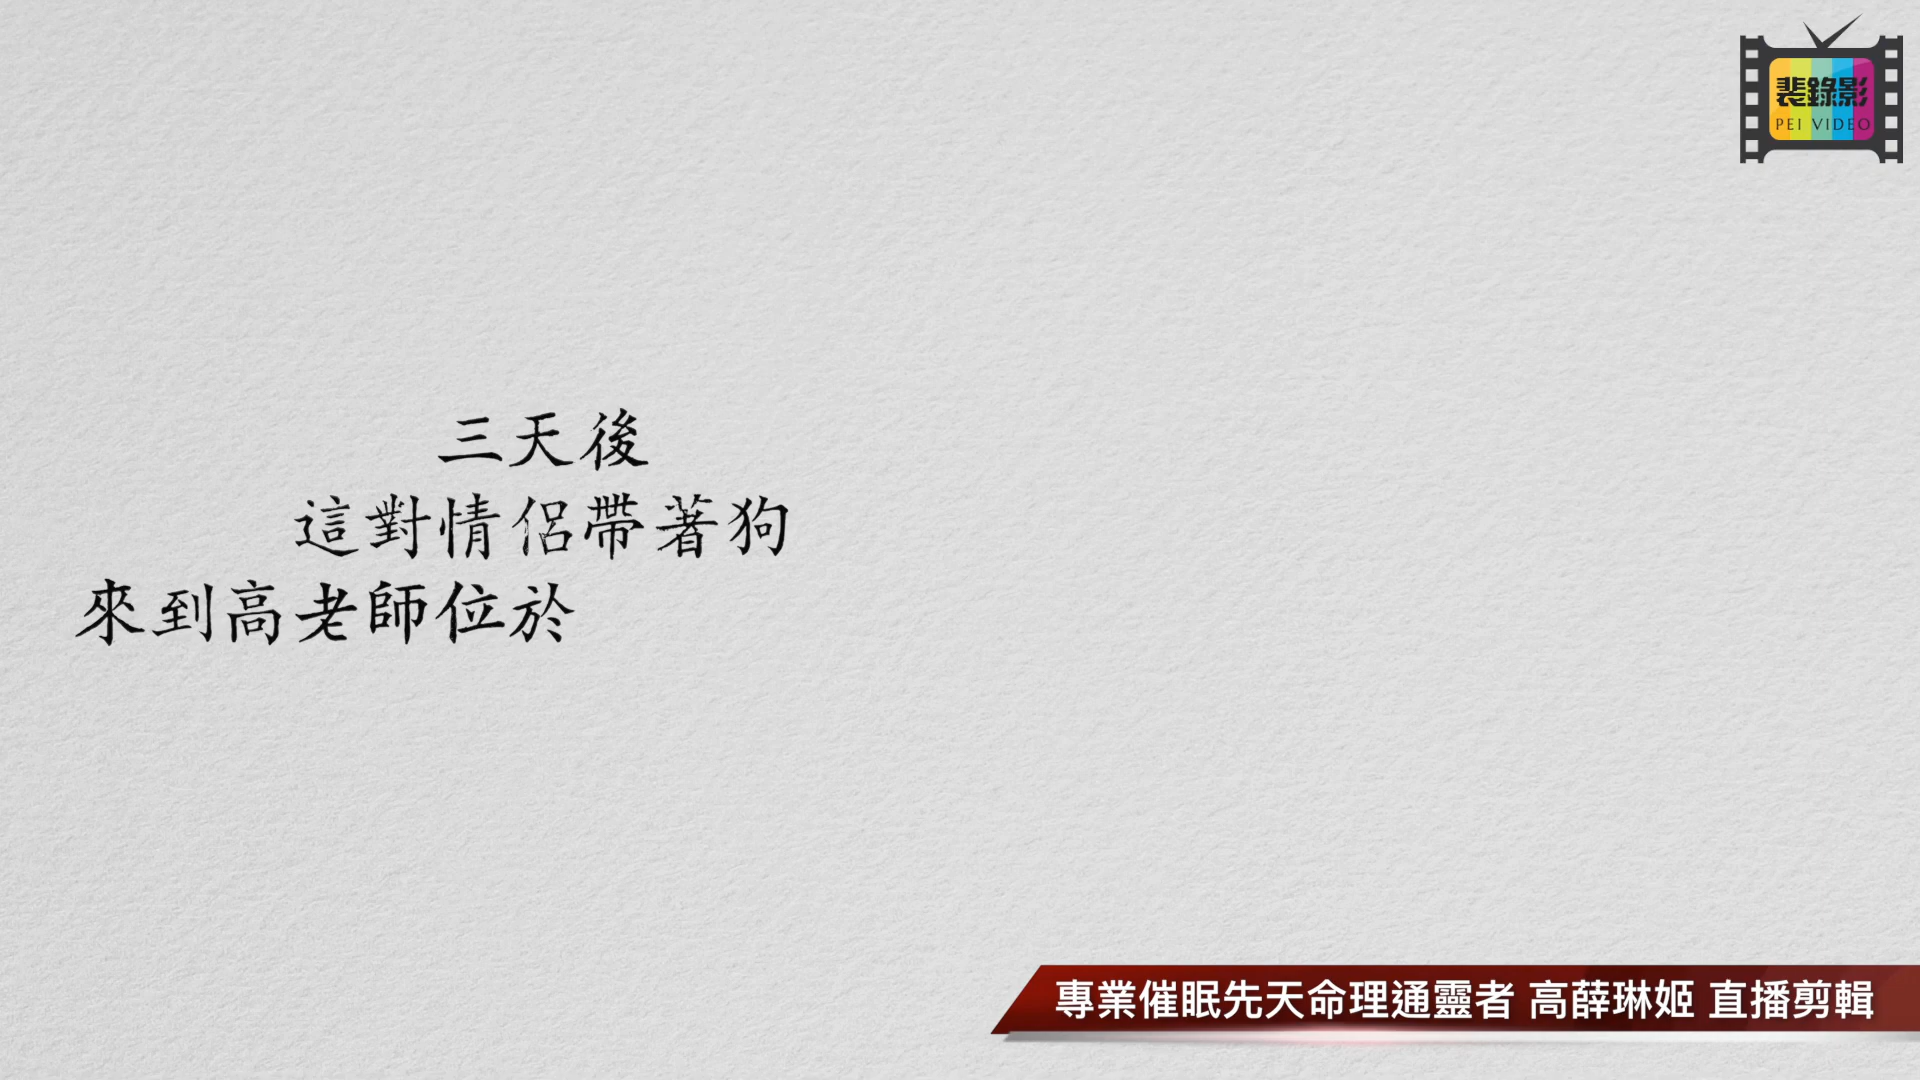 裴錄影
PEI VIDEO
三天後
這對情侶帶著狗
來到高老師位於
專業催眠先天命理通靈者 高薛琳姬 直播剪輯